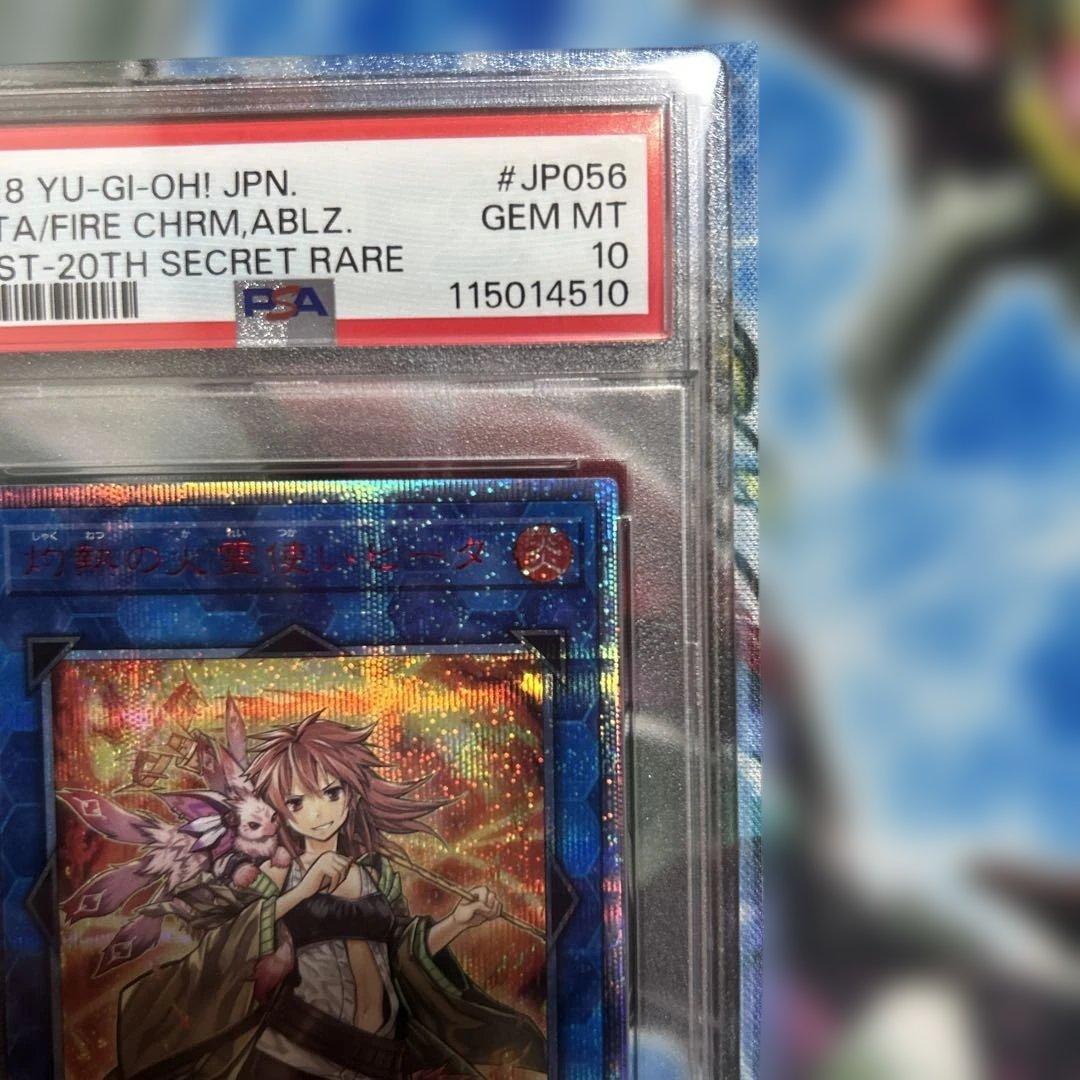 8 YU-GI-OH! JPN. #JP056
TA/FIRE CHRM,ABLZ. GEM MT
ST-20TH SECRET RARE 10
PSA 115014510
しゃく ねつ か れい つか
灼熱の火霊使いヒータ 炎